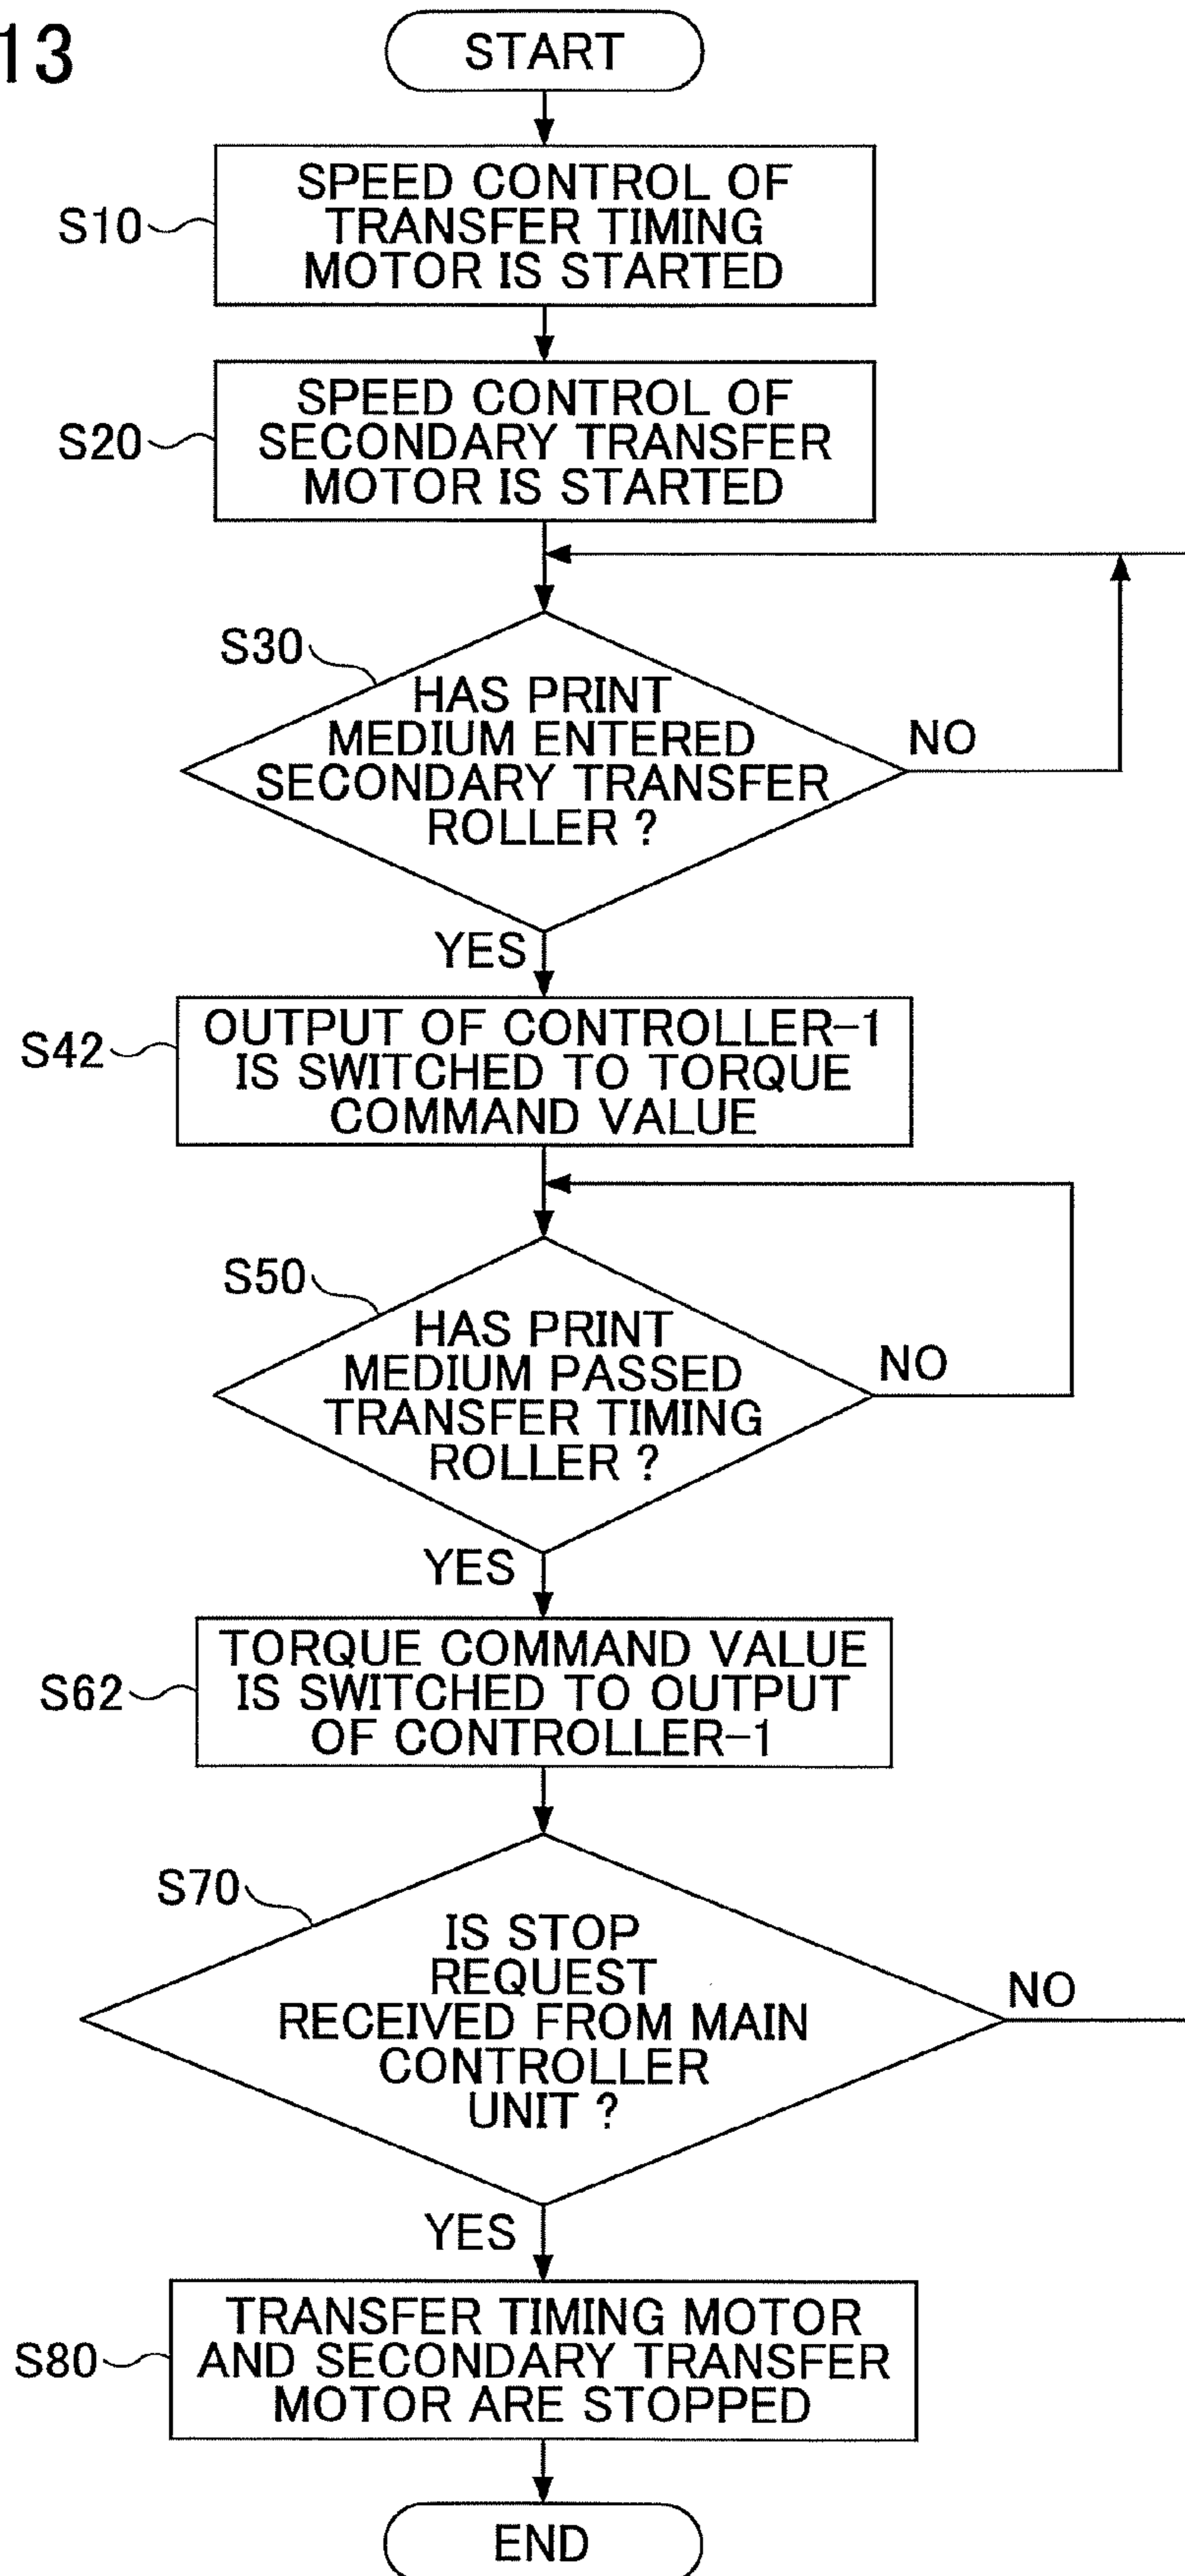 13
START
S10
SPEED CONTROL OF
TRANSFER TIMING
MOTOR IS STARTED
S20
SPEED CONTROL OF
SECONDARY TRANSFER
MOTOR IS STARTED
S30
HAS PRINT
MEDIUM ENTERED
SECONDARY TRANSFER
ROLLER ?
NO
YES
S42
OUTPUT OF CONTROLLER-1
IS SWITCHED TO TORQUE
COMMAND VALUE
S50
HAS PRINT
MEDIUM PASSED
TRANSFER TIMING
ROLLER ?
NO
YES
S62
TORQUE COMMAND VALUE
IS SWITCHED TO OUTPUT
OF CONTROLLER-1
S70
IS STOP
REQUEST
RECEIVED FROM MAIN
CONTROLLER
UNIT ?
NO
YES
S80
TRANSFER TIMING MOTOR
AND SECONDARY TRANSFER
MOTOR ARE STOPPED
END